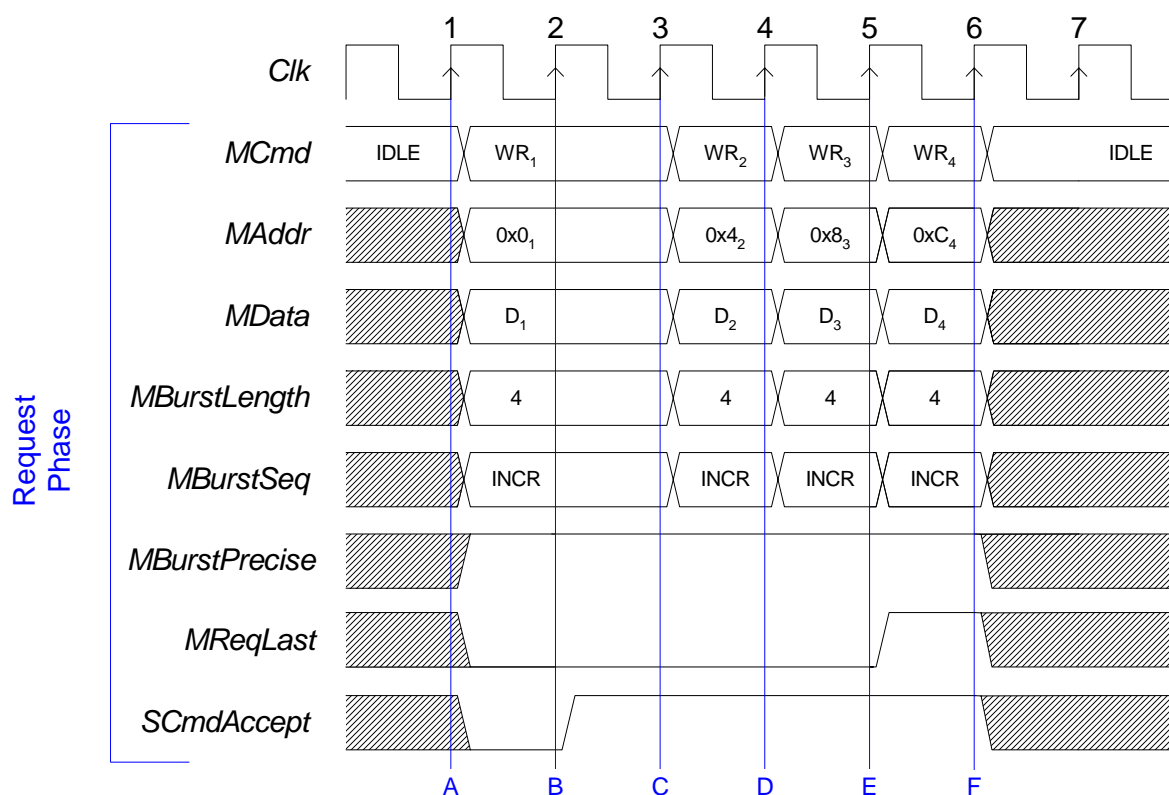 1 2 3 4 5 6 7
Clk
MCmd IDLE WR₁ WR₂ WR₃ WR₄ IDLE
MAddr 0x0₁ 0x4₂ 0x8₃ 0xC₄
MData D₁ D₂ D₃ D₄
MBurstLength 4 4 4 4
Request
Phase
MBurstSeq INCR INCR INCR INCR
MBurstPrecise
MReqLast
SCmdAccept
A B C D E F